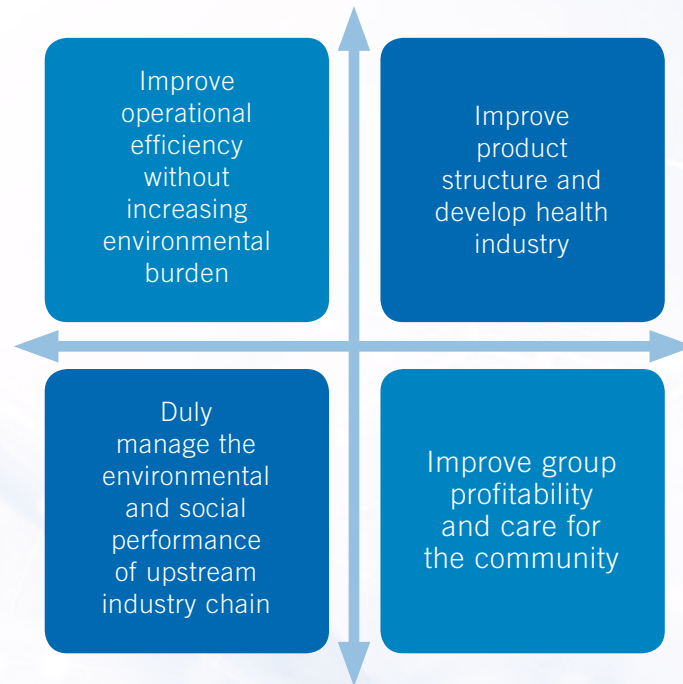 Improve
operational
efficiency
without
increasing
environmental
burden
Improve
product
structure and
develop health
industry
Duly
manage the
environmental
and social
performance
of upstream
industry chain
Improve group
profitability
and care for
the community